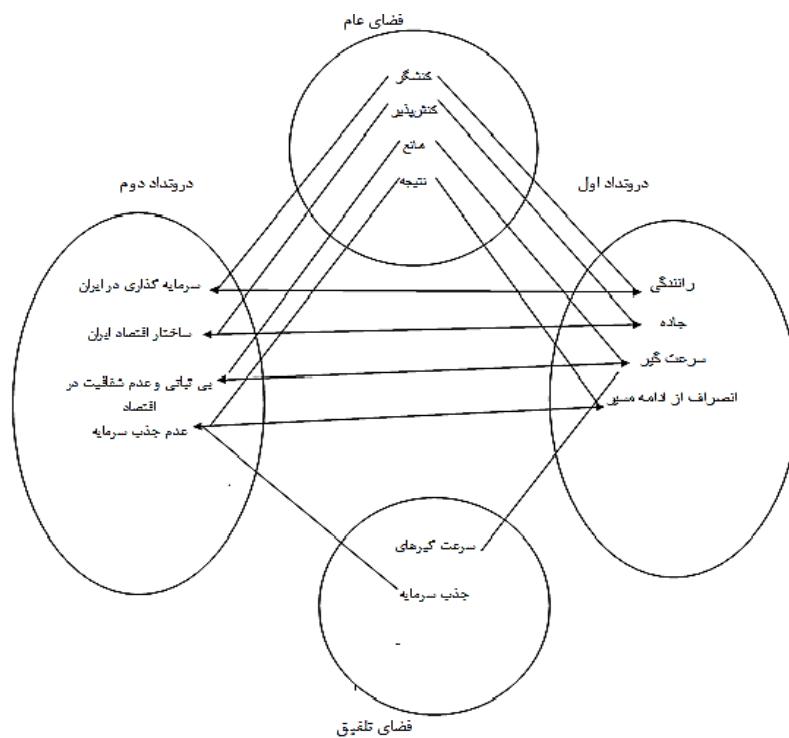 فضای عام
کنشگر
کنش‌پذیر
مانع
نتیجه
دروتداد اول
رانندگی
جاده
سرعت گیر
انصراف از ادامه مسیر
دروتداد دوم
سرمایه گذاری در ایران
ساختار اقتصاد ایران
بی ثباتی و عدم شفافیت در
اقتصاد
عدم جذب سرمایه
سرعت گیرهای
جذب سرمایه
فضای تلفیق